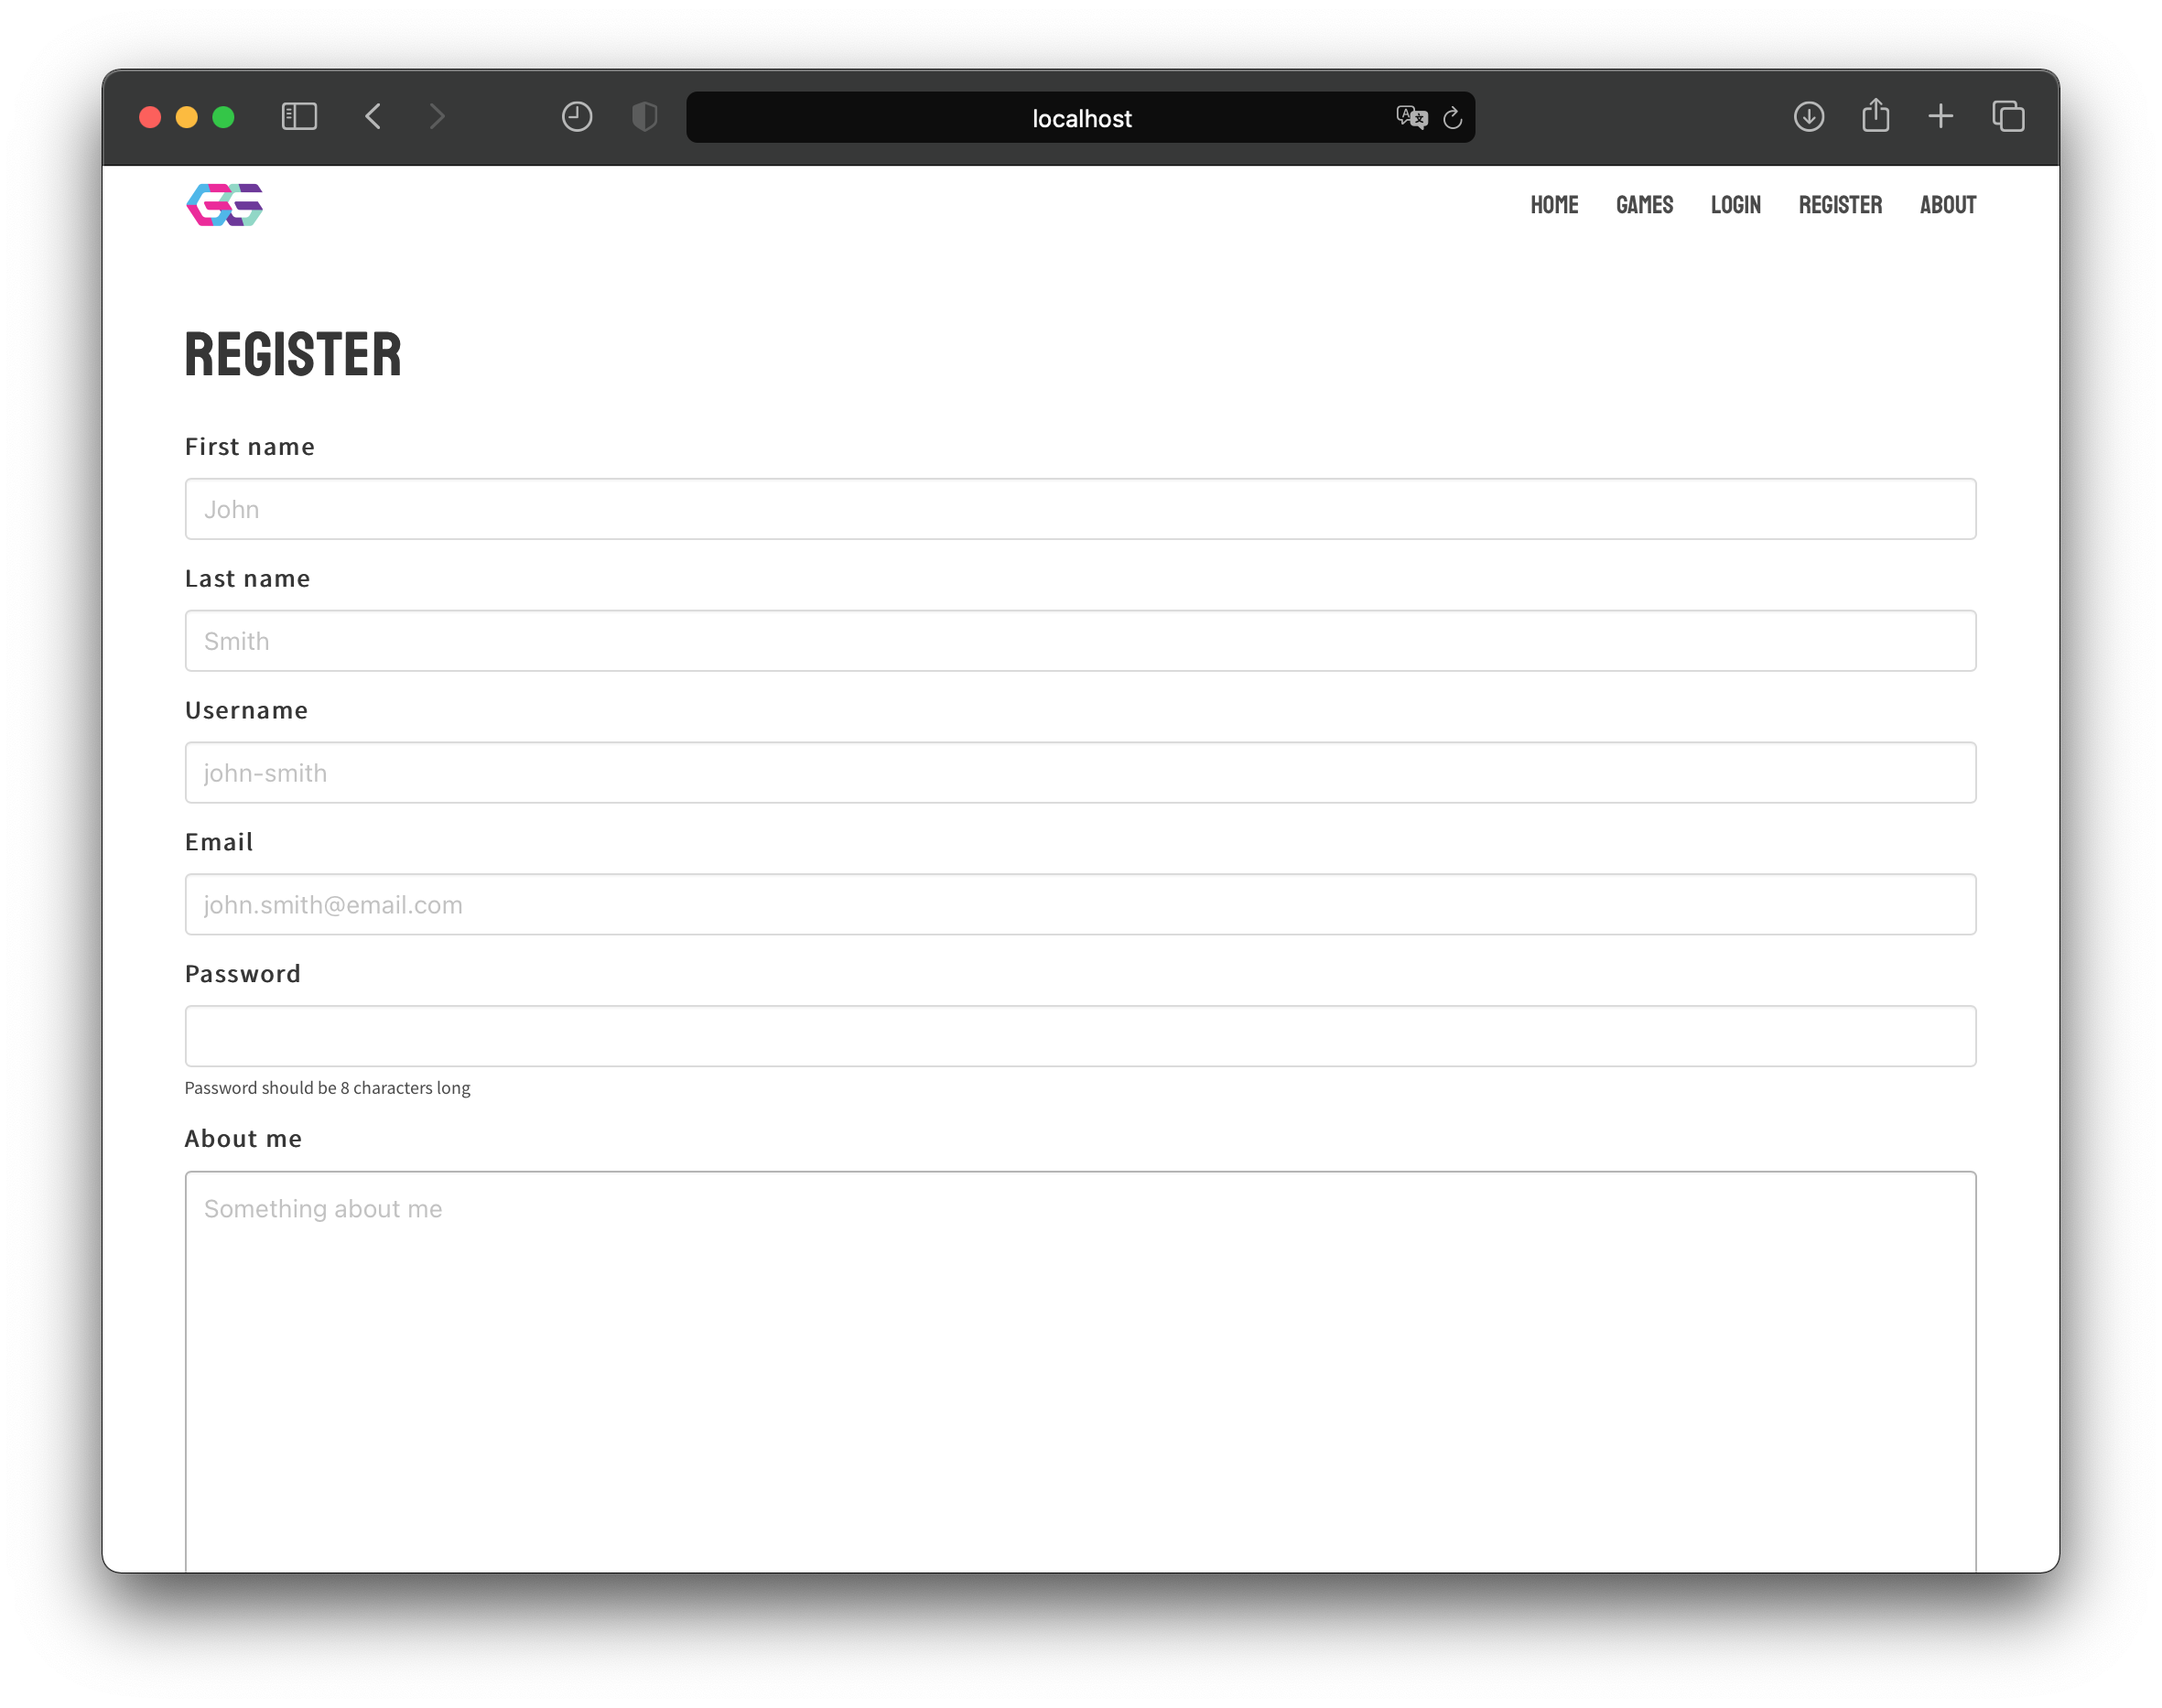 localhost
HOME GAMES LOGIN REGISTER ABOUT
REGISTER
First name
John
Last name
Smith
Username
john-smith
Email
john.smith@email.com
Password
Password should be 8 characters long
About me
Something about me